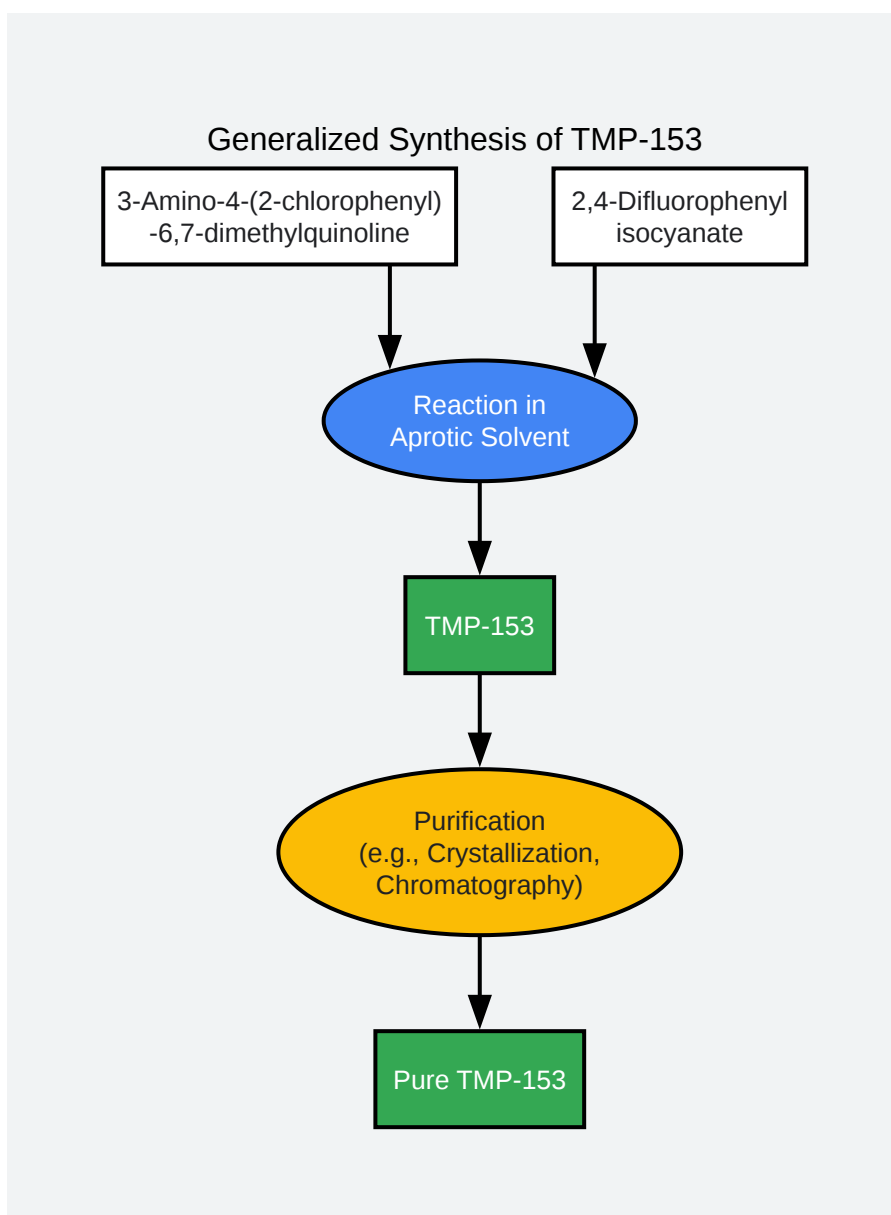 Generalized Synthesis of TMP-153
3-Amino-4-(2-chlorophenyl)
-6,7-dimethylquinoline
2,4-Difluorophenyl
isocyanate
Reaction in
Aprotic Solvent
TMP-153
Purification
(e.g., Crystallization,
Chromatography)
Pure TMP-153